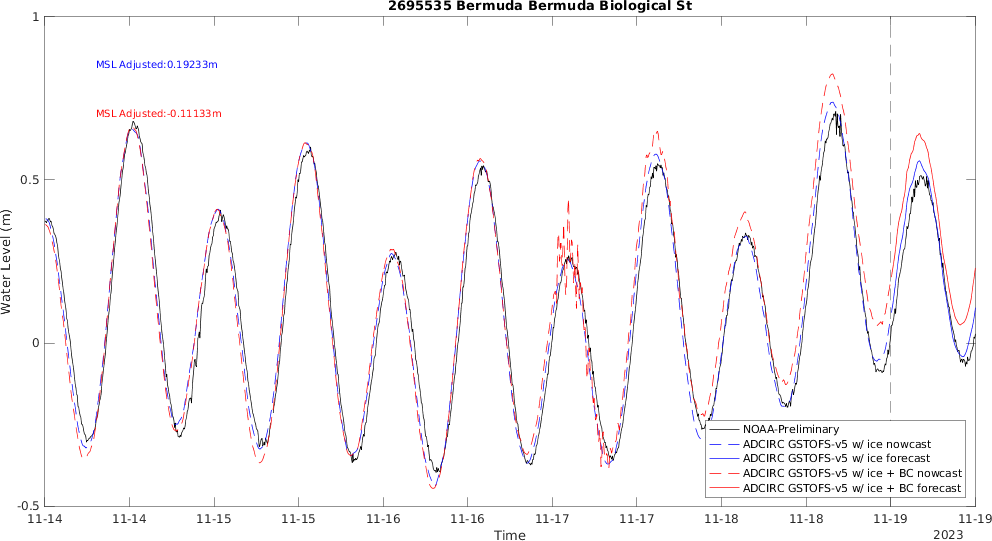 2695535 Bermuda Bermuda Biological St
1
0.5
0
-0.5
Water Level (m)
MSL Adjusted:0.19233m
MSL Adjusted:-0.11133m
NOAA-Preliminary
ADCIRC GSTOFS-v5 w/ ice nowcast
ADCIRC GSTOFS-v5 w/ ice forecast
ADCIRC GSTOFS-v5 w/ ice + BC nowcast
ADCIRC GSTOFS-v5 w/ ice + BC forecast
11-14 11-14 11-15 11-15 11-16 11-16 11-17 11-17 11-18 11-18 11-19 11-19
Time
2023